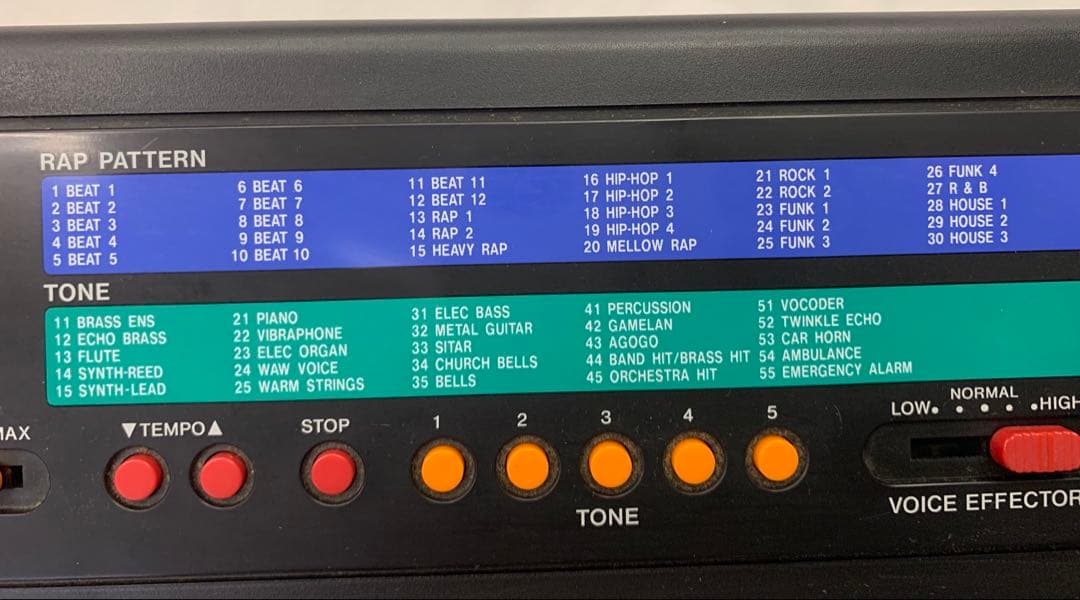 RAP PATTERN
1 BEAT 1
2 BEAT 2
3 BEAT 3
4 BEAT 4
5 BEAT 5
6 BEAT 6
7 BEAT 7
8 BEAT 8
9 BEAT 9
10 BEAT 10
11 BEAT 11
12 BEAT 12
13 RAP 1
14 RAP 2
15 HEAVY RAP
16 HIP-HOP 1
17 HIP-HOP 2
18 HIP-HOP 3
19 HIP-HOP 4
20 MELLOW RAP
21 ROCK 1
22 ROCK 2
23 FUNK 1
24 FUNK 2
25 FUNK 3
26 FUNK 4
27 R & B
28 HOUSE 1
29 HOUSE 2
30 HOUSE 3
TONE
11 BRASS ENS
12 ECHO BRASS
13 FLUTE
14 SYNTH-REED
15 SYNTH-LEAD
21 PIANO
22 VIBRAPHONE
23 ELEC ORGAN
24 WAW VOICE
25 WARM STRINGS
31 ELEC BASS
32 METAL GUITAR
33 SITAR
34 CHURCH BELLS
35 BELLS
41 PERCUSSION
42 GAMELAN
43 AGOGO
44 BAND HIT/BRASS HIT
45 ORCHESTRA HIT
51 VOCODER
52 TWINKLE ECHO
53 CAR HORN
54 AMBULANCE
55 EMERGENCY ALARM
MAX
▼TEMPO▲
STOP
1 2 3 4 5
TONE
NORMAL
LOW• • • • •HIGH
VOICE EFFECTOR